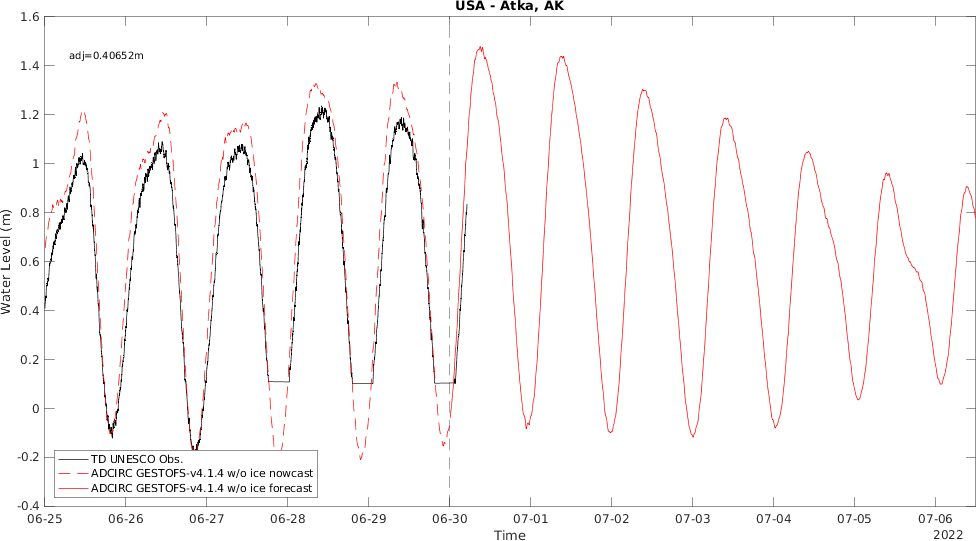 USA - Atka, AK
adj=0.40652m
Water Level (m)
1.6
1.4
1.2
1
0.8
0.6
0.4
0.2
0
-0.2
-0.4
TD UNESCO Obs.
ADCIRC GESTOFS-v4.1.4 w/o ice nowcast
ADCIRC GESTOFS-v4.1.4 w/o ice forecast
06-25 06-26 06-27 06-28 06-29 06-30 07-01 07-02 07-03 07-04 07-05 07-06
Time
2022